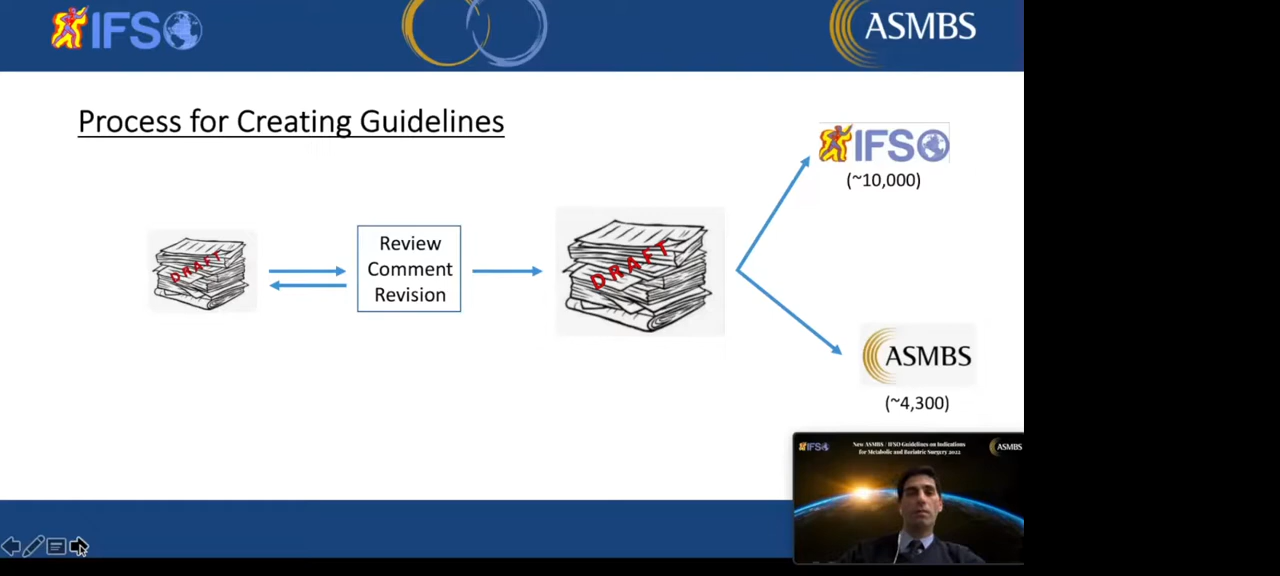 IFSO
ASMBS
Process for Creating Guidelines
IFSO
(~10,000)
DRAFT
Review
Comment
Revision
DRAFT
ASMBS
(~4,300)
IFSO
New ASMBS / IFSO Guidelines on Indications
for Metabolic and Bariatric Surgery 2022
ASMBS